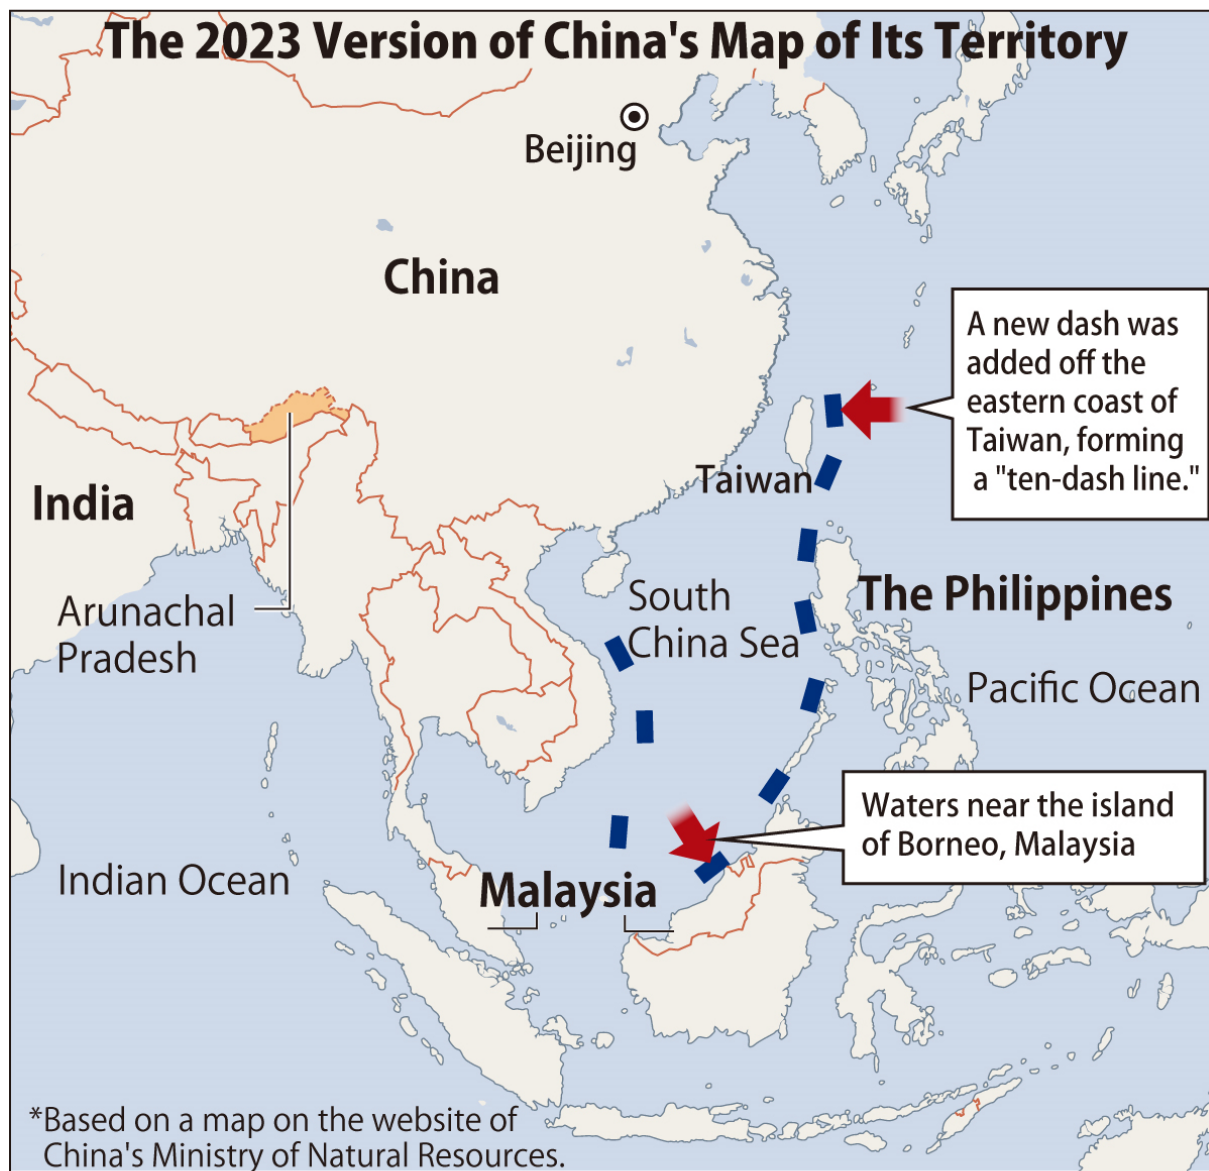 The 2023 Version of China's Map of Its Territory
Beijing
China
A new dash was
added off the
eastern coast of
Taiwan, forming
a "ten-dash line."
Taiwan
India
Arunachal
Pradesh
South
China Sea
The Philippines
Pacific Ocean
Waters near the island
of Borneo, Malaysia
Indian Ocean
Malaysia
*Based on a map on the website of
China's Ministry of Natural Resources.